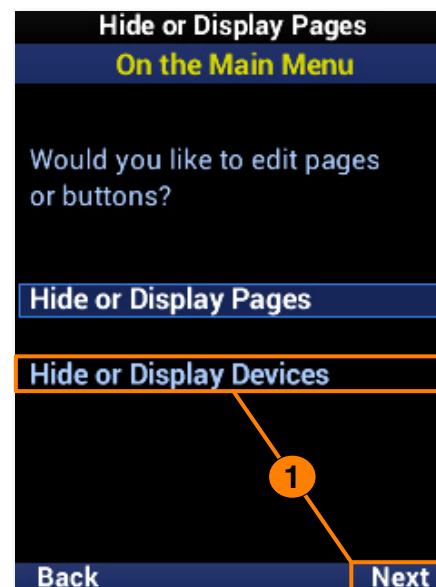 Hide or Display Pages
On the Main Menu
Would you like to edit pages
or buttons?
Hide or Display Pages
Hide or Display Devices
1
Back Next